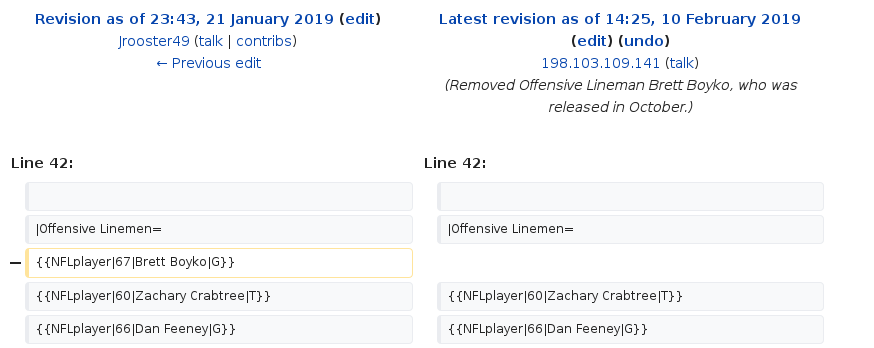 Revision as of 23:43, 21 January 2019 (edit)
Jrooster49 (talk | contribs)
← Previous edit
Latest revision as of 14:25, 10 February 2019
(edit) (undo)
198.103.109.141 (talk)
(Removed Offensive Lineman Brett Boyko, who was
released in October.)
Line 42:
Line 42:
|Offensive Linemen=
|Offensive Linemen=
− {{NFLplayer|67|Brett Boyko|G}}
{{NFLplayer|60|Zachary Crabtree|T}}
{{NFLplayer|60|Zachary Crabtree|T}}
{{NFLplayer|66|Dan Feeney|G}}
{{NFLplayer|66|Dan Feeney|G}}